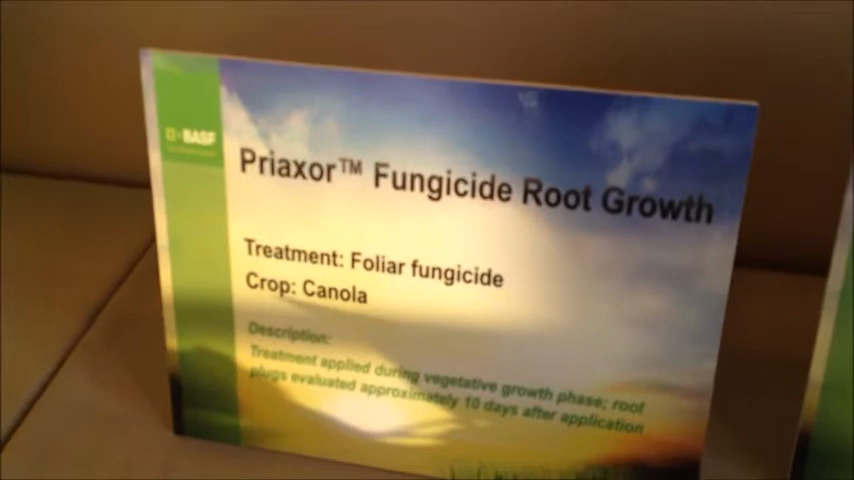 BASF
Priaxor™ Fungicide Root Growth
Treatment: Foliar fungicide
Crop: Canola
Description:
Treatment applied during vegetative growth phase; root
plugs evaluated approximately 10 days after application